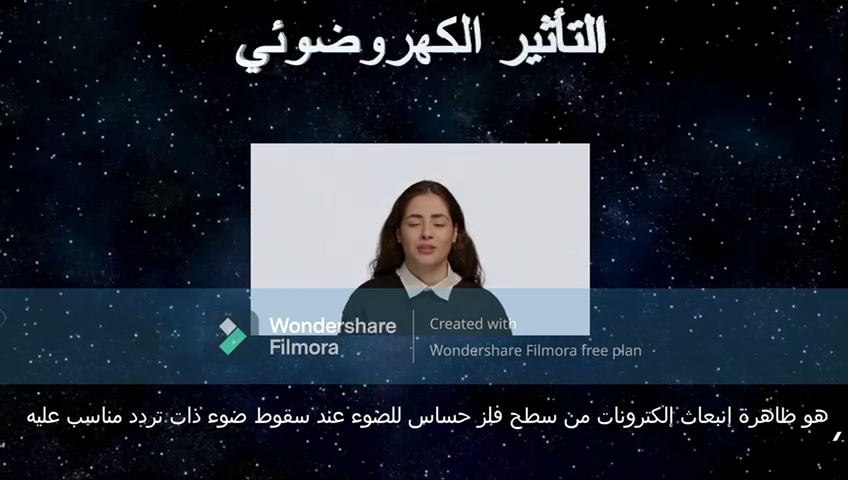 التأثير الكهروضوئي
Wondershare
Filmora
Created with
Wondershare Filmora free plan
هو ظاهرة إنبعاث إلكترونات من سطح فلز حساس للضوء عند سقوط ضوء ذات تردد مناسب عليه
,